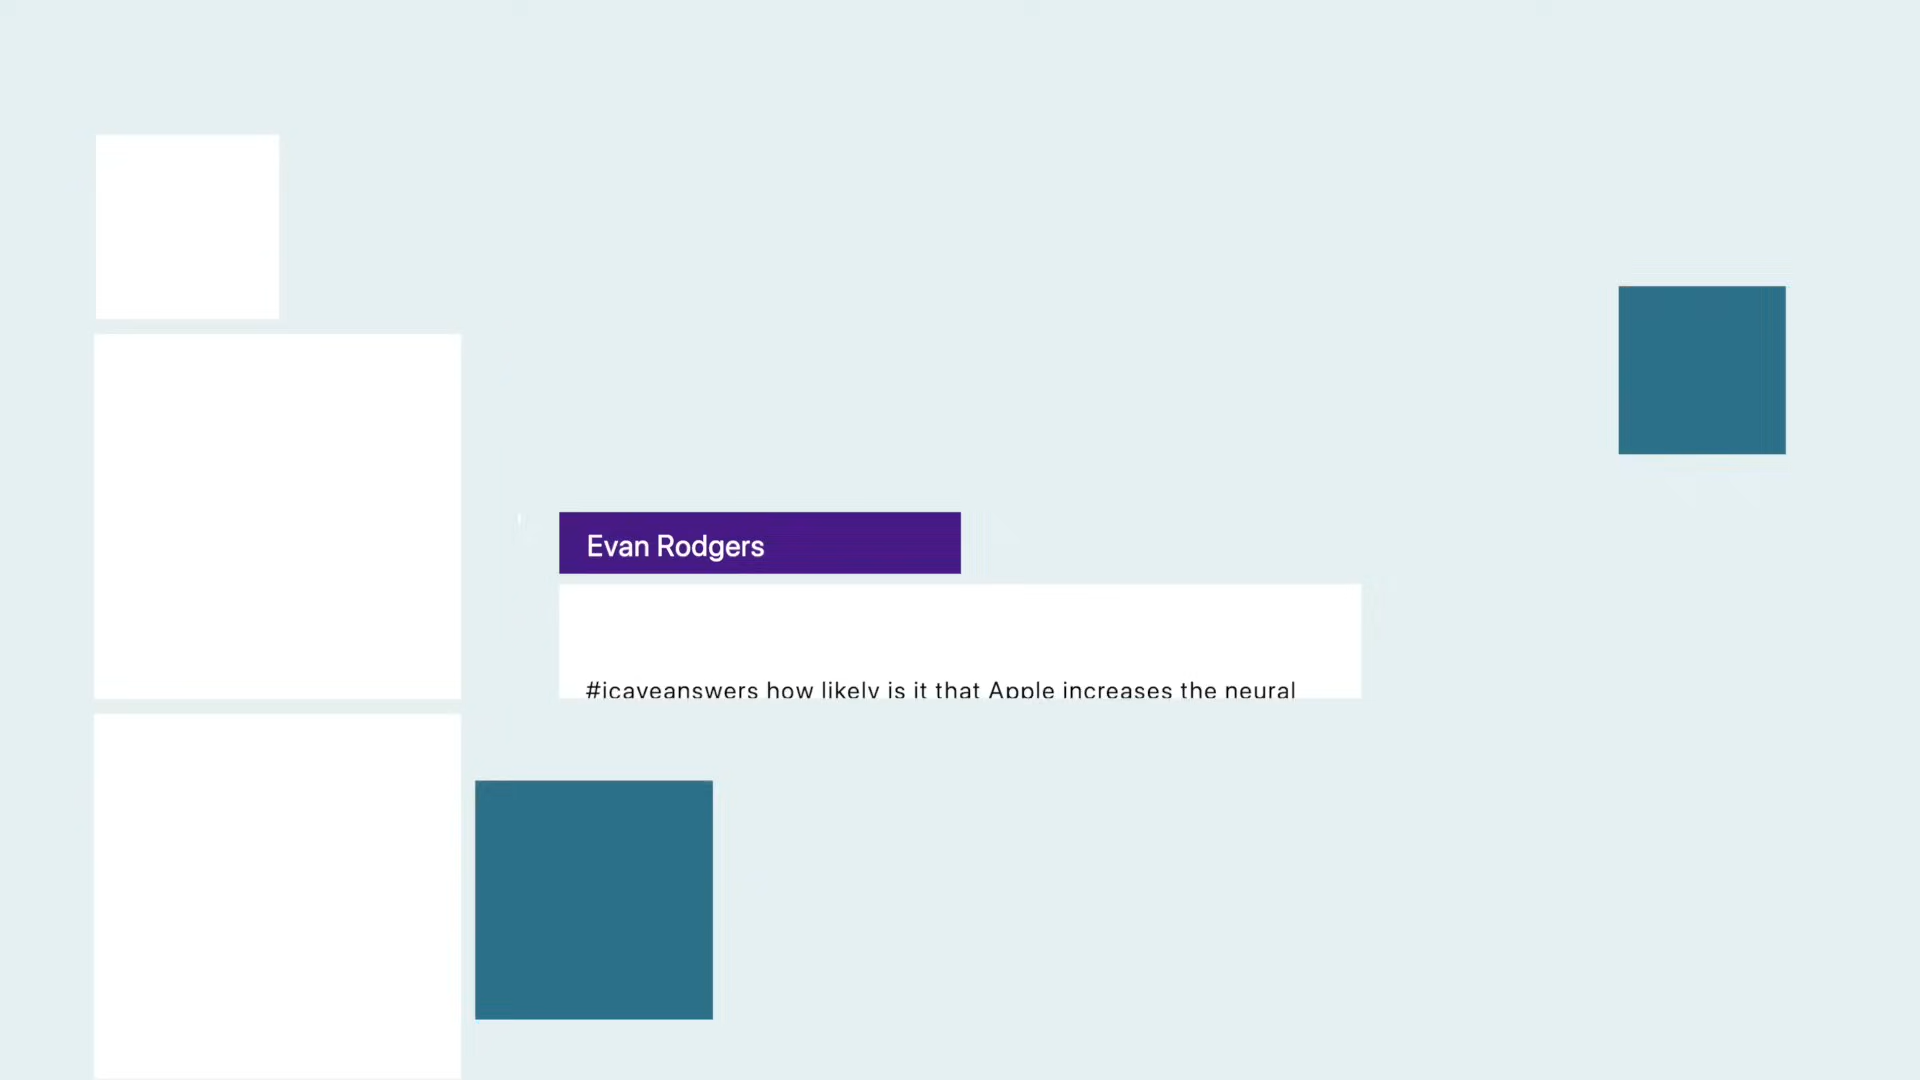 Evan Rodgers
#icaveanswers how likely is it that Apple increases the neural